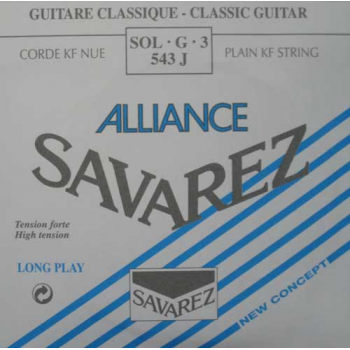 GUITARE CLASSIQUE - CLASSIC GUITAR
CORDE KF NUE
SOL · G · 3
543 J
PLAIN KF STRING
ALLIANCE
SAVAREZ
Tension forte
High tension
LONG PLAY
SAVAREZ
NEW CONCEPT